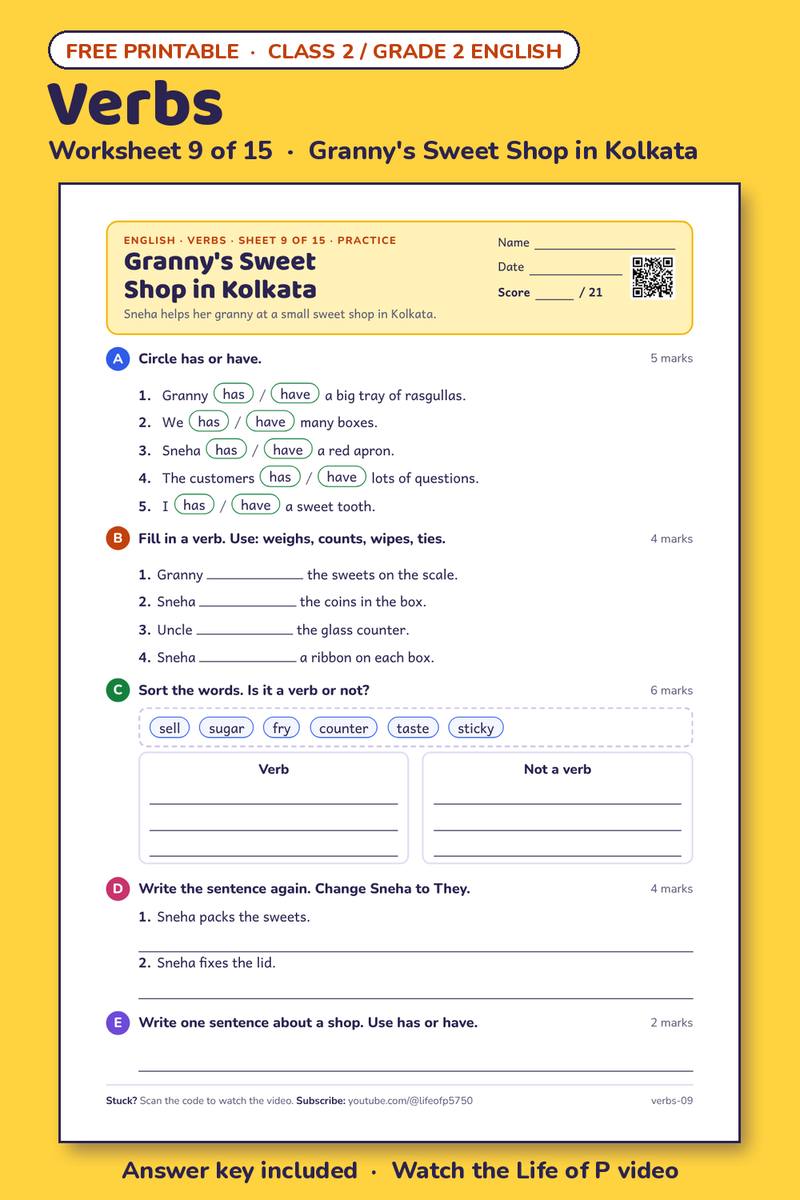 FREE PRINTABLE · CLASS 2 / GRADE 2 ENGLISH
Verbs
Worksheet 9 of 15 · Granny's Sweet Shop in Kolkata
ENGLISH · VERBS · SHEET 9 OF 15 · PRACTICE
Granny's Sweet
Shop in Kolkata
Sneha helps her granny at a small sweet shop in Kolkata.
Name ____________________
Date ______________
Score ______ / 21
A Circle has or have. 5 marks
1. Granny has / have a big tray of rasgullas.
2. We has / have many boxes.
3. Sneha has / have a red apron.
4. The customers has / have lots of questions.
5. I has / have a sweet tooth.
B Fill in a verb. Use: weighs, counts, wipes, ties. 4 marks
1. Granny ______________ the sweets on the scale.
2. Sneha ______________ the coins in the box.
3. Uncle ______________ the glass counter.
4. Sneha ______________ a ribbon on each box.
C Sort the words. Is it a verb or not? 6 marks
sell sugar fry counter taste sticky
Verb Not a verb
D Write the sentence again. Change Sneha to They. 4 marks
1. Sneha packs the sweets.
2. Sneha fixes the lid.
E Write one sentence about a shop. Use has or have. 2 marks
Stuck? Scan the code to watch the video. Subscribe: youtube.com/@lifeofp5750 verbs-09
Answer key included · Watch the Life of P video